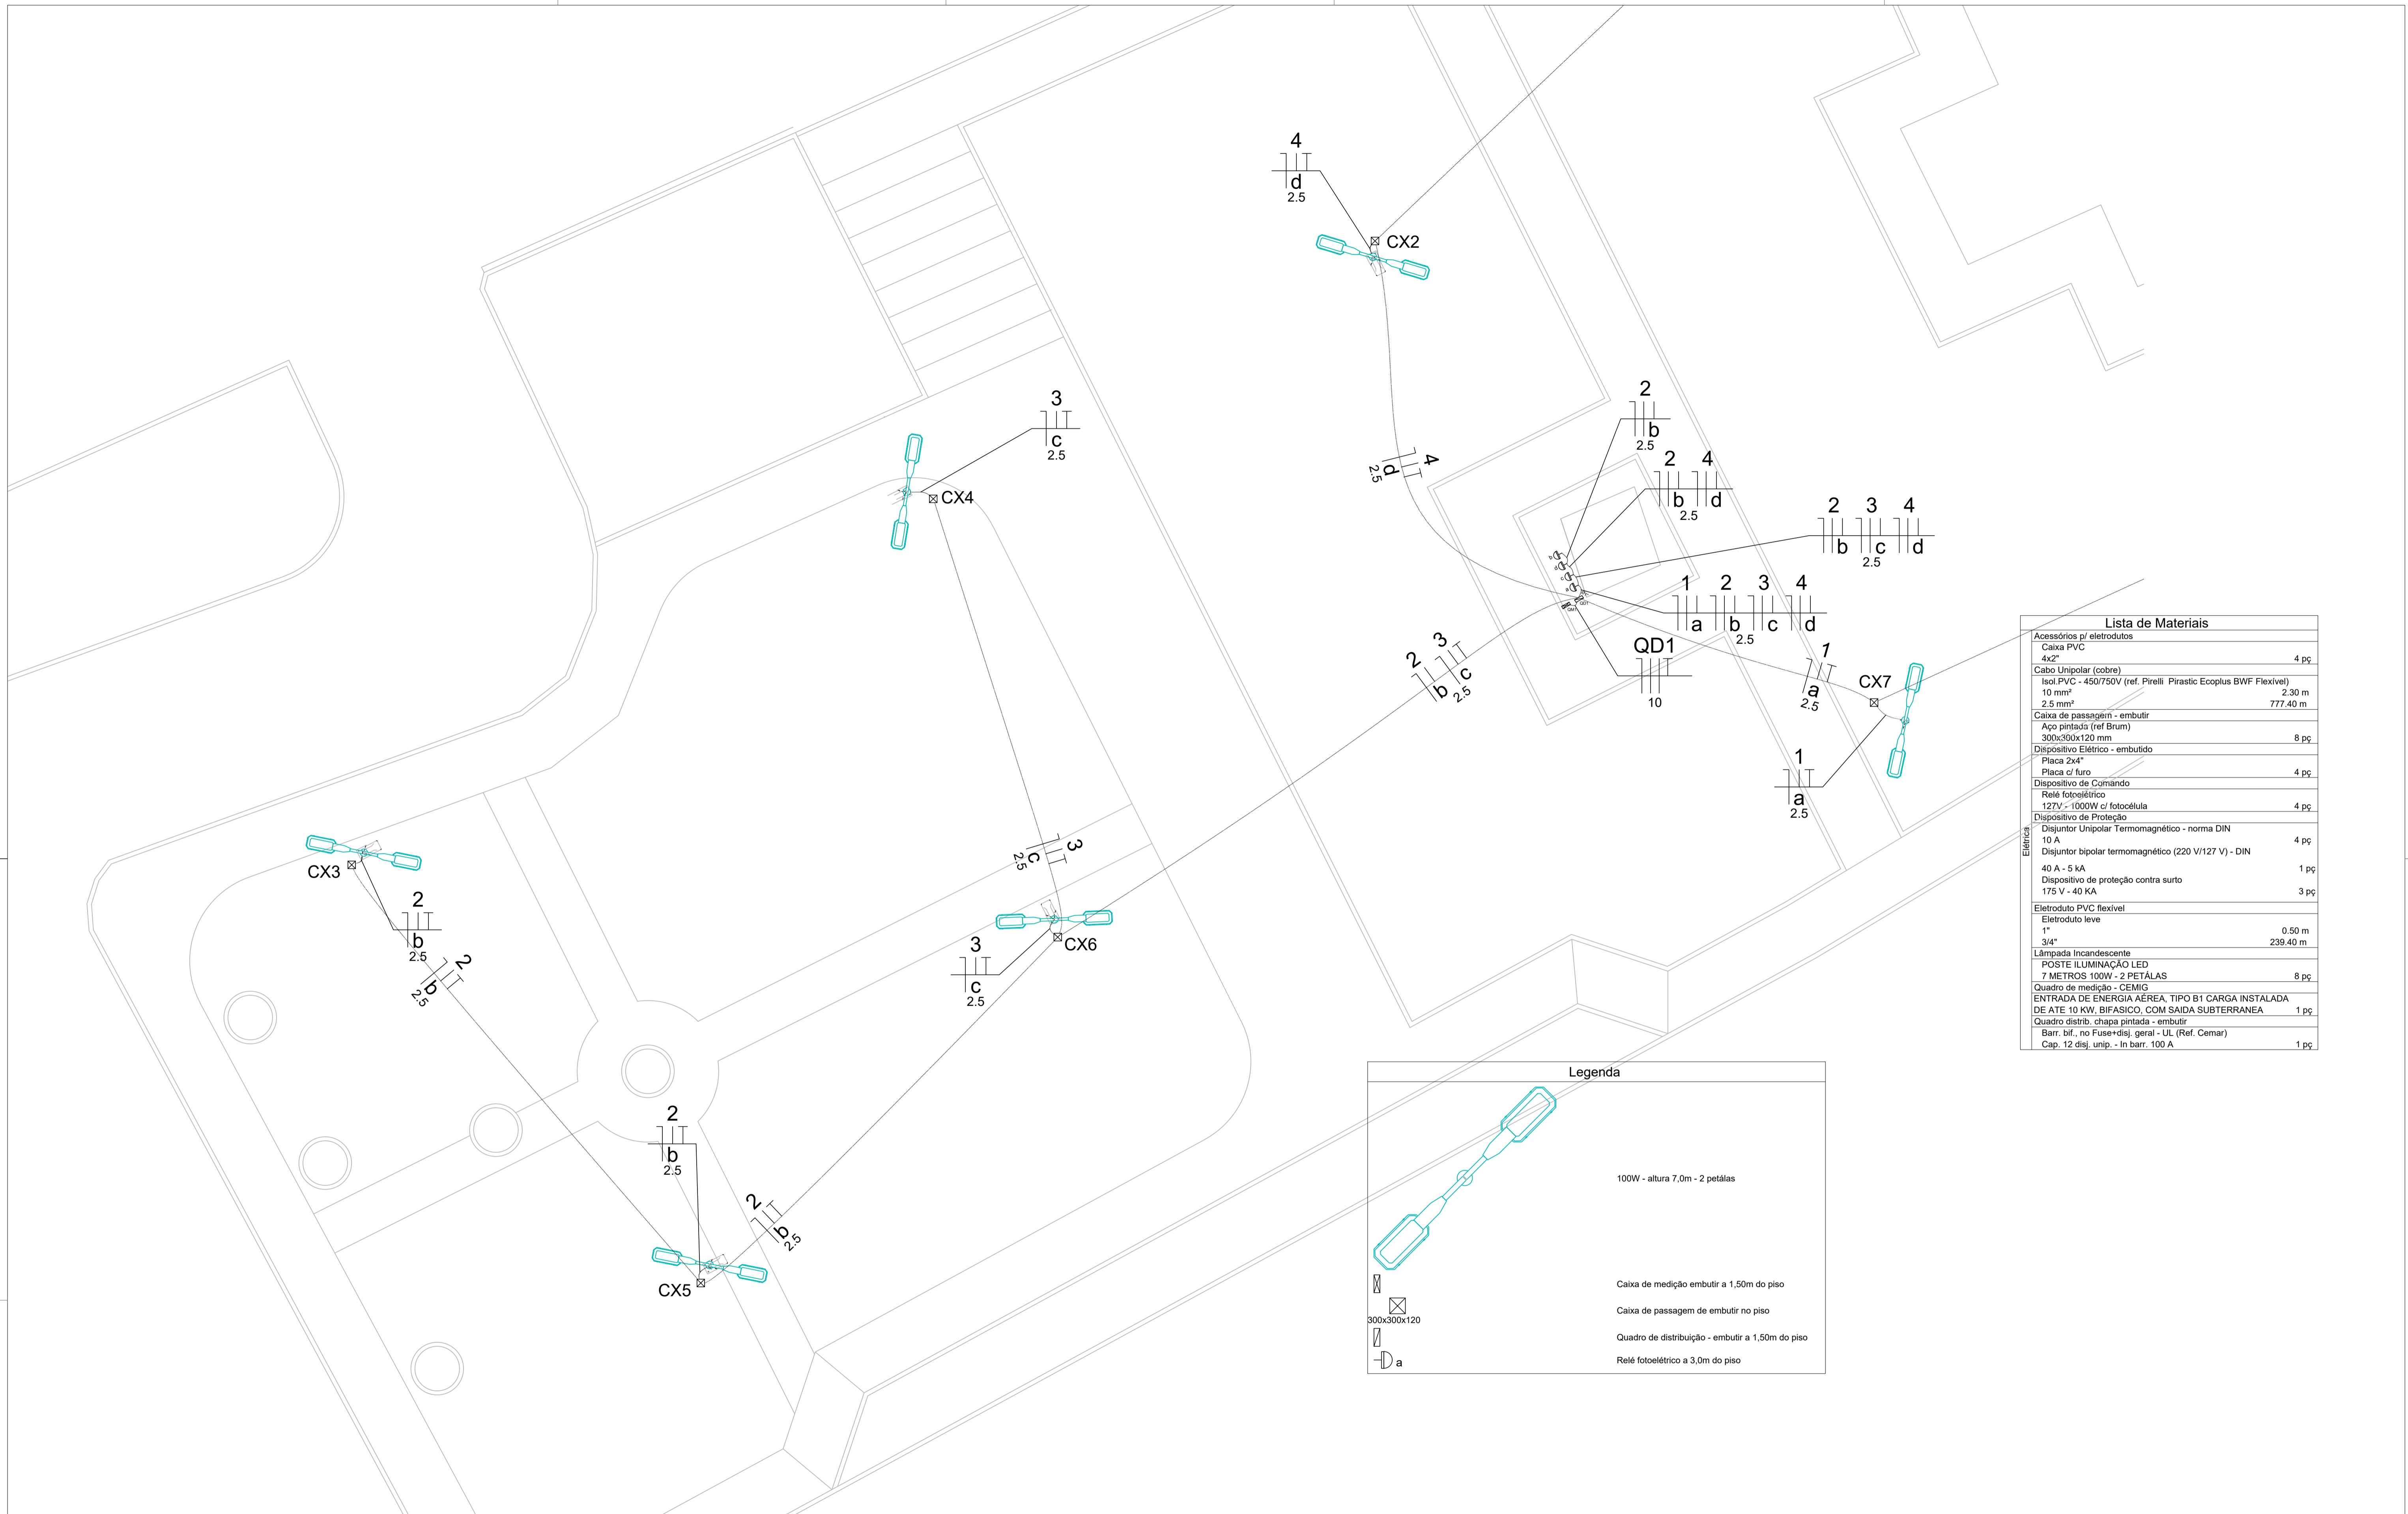 4
d
2.5
CX2
3
c
2.5
CX4
4
d
2.5
2
b
2.5
2 4
b d
2.5
2 3 4
b c d
2.5
b
d
c
a
QM1
QD1
1 2 3 4
a b c d
2.5
QD1
10
2 3
b c
2.5
1
a
2.5
CX7
1
a
2.5
3
c
2.5
CX3
2
b
2.5
2
b
2.5
CX6
3
c
2.5
2
b
2.5
2
b
2.5
CX5
Lista de Materiais
Elétrica
Acessórios p/ eletrodutos
Caixa PVC
4x2" 4 pç
Cabo Unipolar (cobre)
Isol.PVC - 450/750V (ref. Pirelli Pirastic Ecoplus BWF Flexível)
10 mm² 2.30 m
2.5 mm² 777.40 m
Caixa de passagem - embutir
Aço pintada (ref Brum)
300x300x120 mm 8 pç
Dispositivo Elétrico - embutido
Placa 2x4"
Placa c/ furo 4 pç
Dispositivo de Comando
Relé fotoelétrico
127V - 1000W c/ fotocélula 4 pç
Dispositivo de Proteção
Disjuntor Unipolar Termomagnético - norma DIN
10 A 4 pç
Disjuntor bipolar termomagnético (220 V/127 V) - DIN
40 A - 5 kA 1 pç
Dispositivo de proteção contra surto
175 V - 40 KA 3 pç
Eletroduto PVC flexível
Eletroduto leve
1" 0.50 m
3/4" 239.40 m
Lâmpada Incandescente
POSTE ILUMINAÇÃO LED
7 METROS 100W - 2 PETÁLAS 8 pç
Quadro de medição - CEMIG
ENTRADA DE ENERGIA AÉREA, TIPO B1 CARGA INSTALADA
DE ATE 10 KW, BIFASICO, COM SAIDA SUBTERRANEA 1 pç
Quadro distrib. chapa pintada - embutir
Barr. bif., no Fuse+disj. geral - UL (Ref. Cemar)
Cap. 12 disj. unip. - In barr. 100 A 1 pç
Legenda
100W - altura 7,0m - 2 petálas
Caixa de medição embutir a 1,50m do piso
Caixa de passagem de embutir no piso
300x300x120
Quadro de distribuição - embutir a 1,50m do piso
a
Relé fotoelétrico a 3,0m do piso